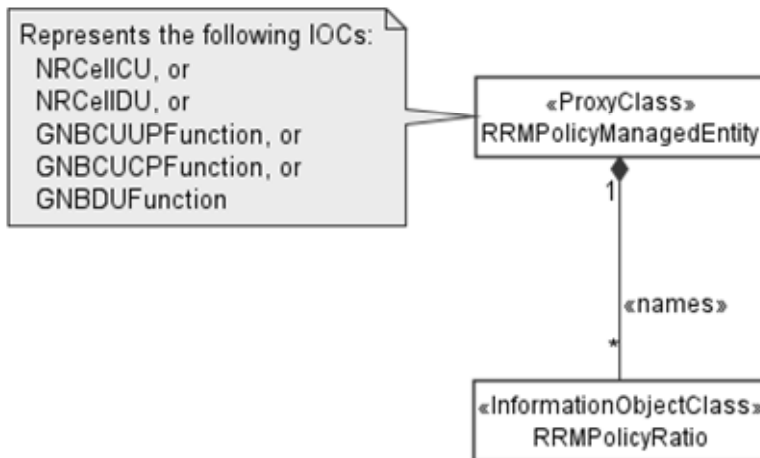 Represents the following IOCs:
NRCellCU, or
NRCellDU, or
GNBCUUPFunction, or
GNBCUCPFunction, or
GNBDUFunction
«ProxyClass»
RRMPolicyManagedEntity
1
«names»
*
«InformationObjectClass»
RRMPolicyRatio